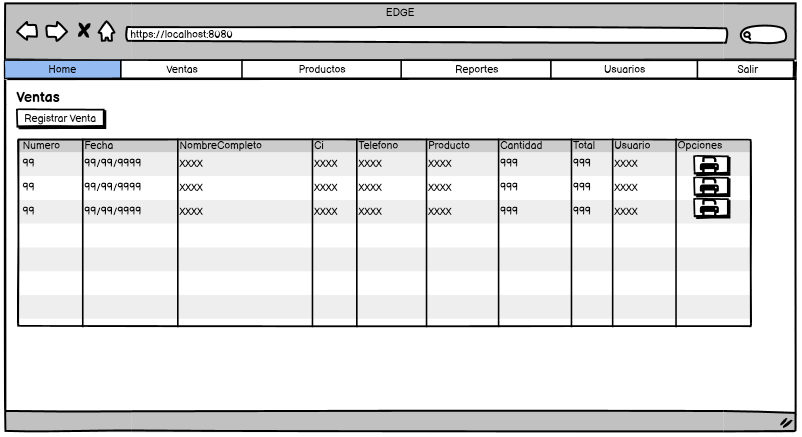 EDGE
https://localhost:8080
Home Ventas Productos Reportes Usuarios Salir
Ventas
Registrar Venta
Numero Fecha NombreCompleto Ci Telefono Producto Cantidad Total Usuario Opciones
99 99/99/9999 XXXX XXXX XXXX XXXX 999 999 XXXX
99 99/99/9999 XXXX XXXX XXXX XXXX 999 999 XXXX
99 99/99/9999 XXXX XXXX XXXX XXXX 999 999 XXXX